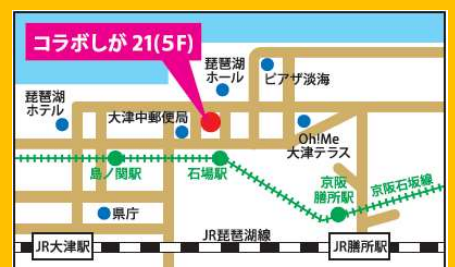 コラボしが21(5F)
琵琶湖
ホール
ピアザ淡海
琵琶湖
ホテル
大津中郵便局
Oh!Me
大津テラス
島ノ関駅
石場駅
京阪
膳所駅
京阪石坂線
県庁
JR大津駅
JR琵琶湖線
JR膳所駅